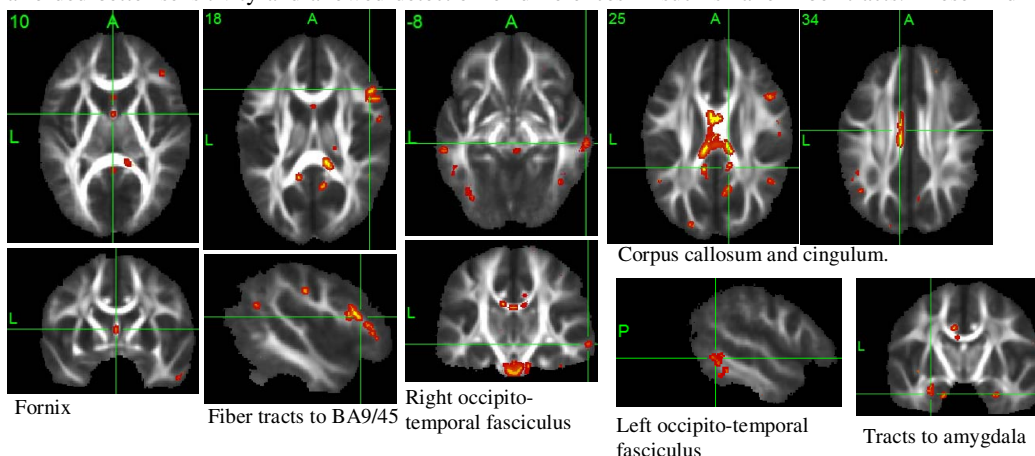 10 A
18 A
-8 A
25 A
34 A
L
L
L
L
L
Corpus callosum and cingulum.
L
L
P
L
Fornix
Fiber tracts to BA9/45
Right occipito-
temporal fasciculus
Left occipito-temporal
fasciculus
Tracts to amygdala